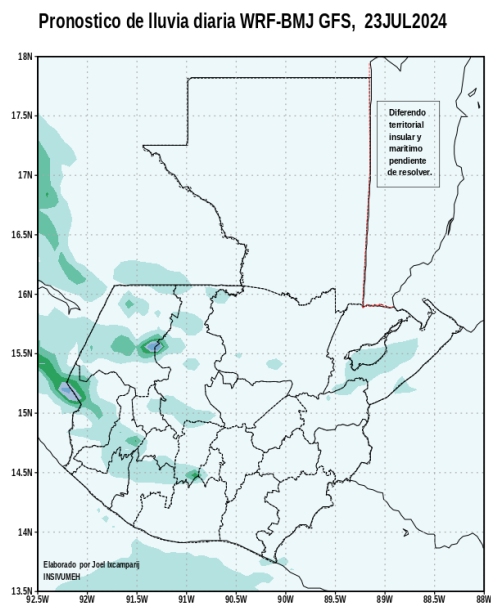 Pronostico de lluvia diaria WRF-BMJ GFS, 23JUL2024
18N
17.5N
17N
16.5N
16N
15.5N
15N
14.5N
14N
13.5N
Diferendo
territorial
insular y
maritimo
pendiente
de resolver.
Elaborado por Joel Ixcamparij
INSIVUMEH
92.5W 92W 91.5W 91W 90.5W 90W 89.5W 89W 88.5W 88W